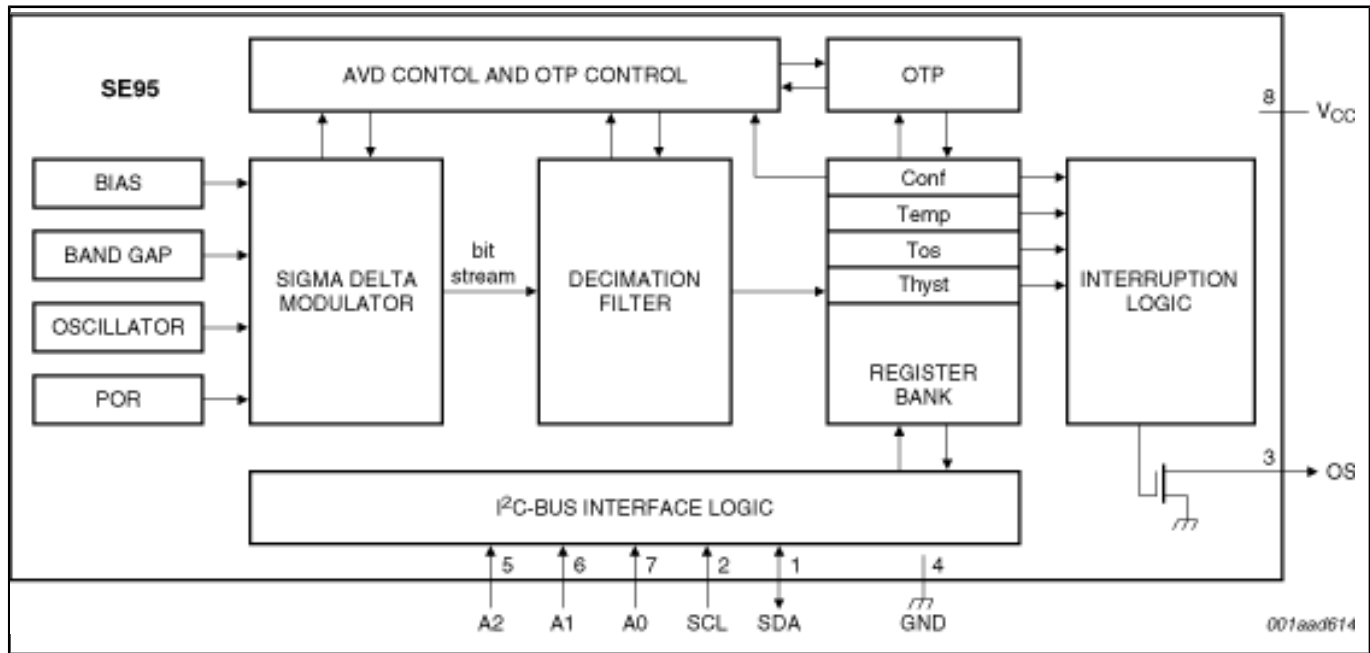 SE95
AVD CONTOL AND OTP CONTROL
OTP
8
VCC
BIAS
BAND GAP
OSCILLATOR
POR
SIGMA DELTA
MODULATOR
bit
stream
DECIMATION
FILTER
Conf
Temp
Tos
Thyst
REGISTER
BANK
INTERRUPTION
LOGIC
3
OS
I²C-BUS INTERFACE LOGIC
5
6
7
2
1
4
A2
A1
A0
SCL
SDA
GND
001aad614